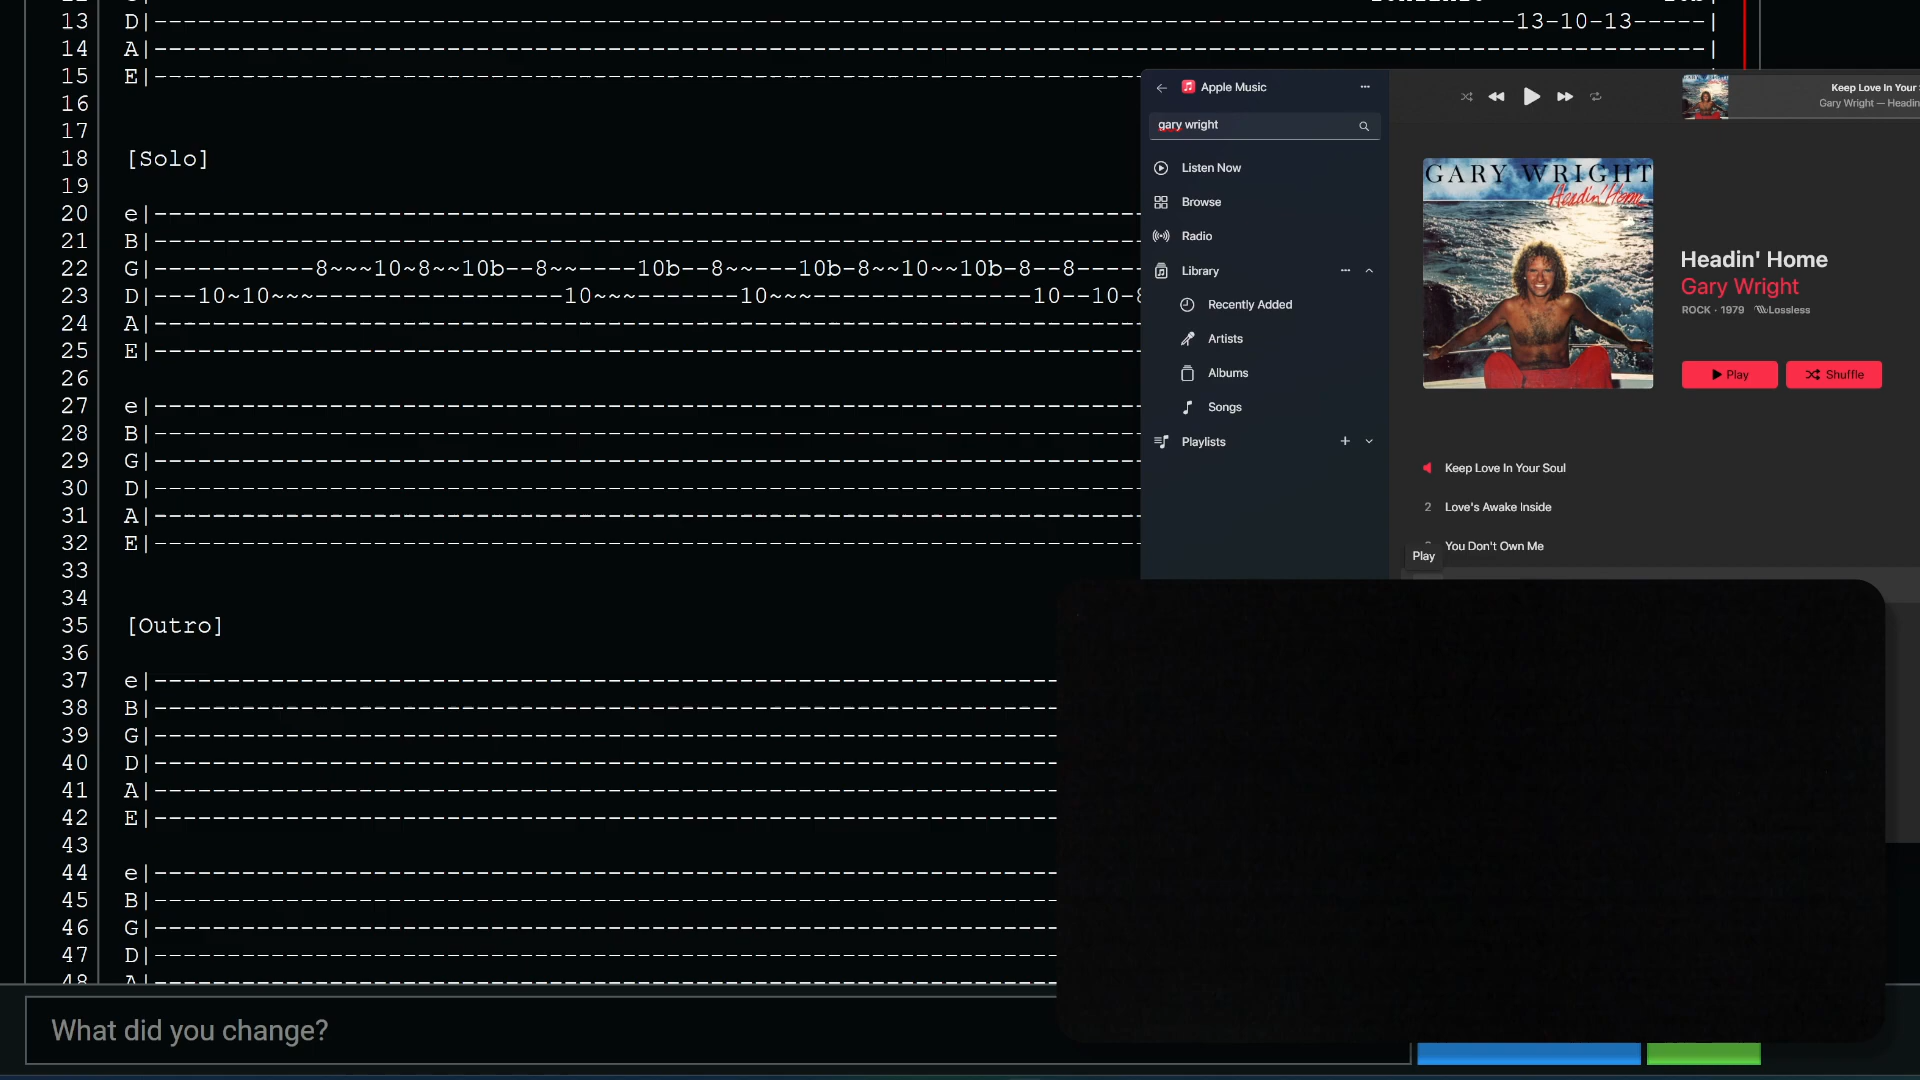 13 D|----------------------------------------------------------------------------------------------13-10-13-----|
14 A|-----------------------------------------------------------------------------------------------------------|
15 E|--------------------------------------------------------------------
16
17
18 [Solo]
19
20 e|--------------------------------------------------------------------
21 B|--------------------------------------------------------------------
22 G|-----------8~~~10~8~~10b--8~~----10b--8~~----10b-8~~10~~10b-8--8-----
23 D|---10~10~~~-----------------10~~~-------10~~~---------------10--10-8
24 A|--------------------------------------------------------------------
25 E|--------------------------------------------------------------------
26
27 e|--------------------------------------------------------------------
28 B|--------------------------------------------------------------------
29 G|--------------------------------------------------------------------
30 D|--------------------------------------------------------------------
31 A|--------------------------------------------------------------------
32 E|--------------------------------------------------------------------
33
34
35 [Outro]
36
37 e|--------------------------------------------------------------
38 B|--------------------------------------------------------------
39 G|--------------------------------------------------------------
40 D|--------------------------------------------------------------
41 A|--------------------------------------------------------------
42 E|--------------------------------------------------------------
43
44 e|--------------------------------------------------------------
45 B|--------------------------------------------------------------
46 G|--------------------------------------------------------------
47 D|--------------------------------------------------------------
48 A|--------------------------------------------------------------
What did you change?
Apple Music
gary wright
Listen Now
Browse
Radio
Library
Recently Added
Artists
Albums
Songs
Playlists
Keep Love In Your
Gary Wright — Headin
GARY WRIGHT
Headin' Home
Headin' Home
Gary Wright
ROCK · 1979 Lossless
Play
Shuffle
Keep Love In Your Soul
2 Love's Awake Inside
You Don't Own Me
Play